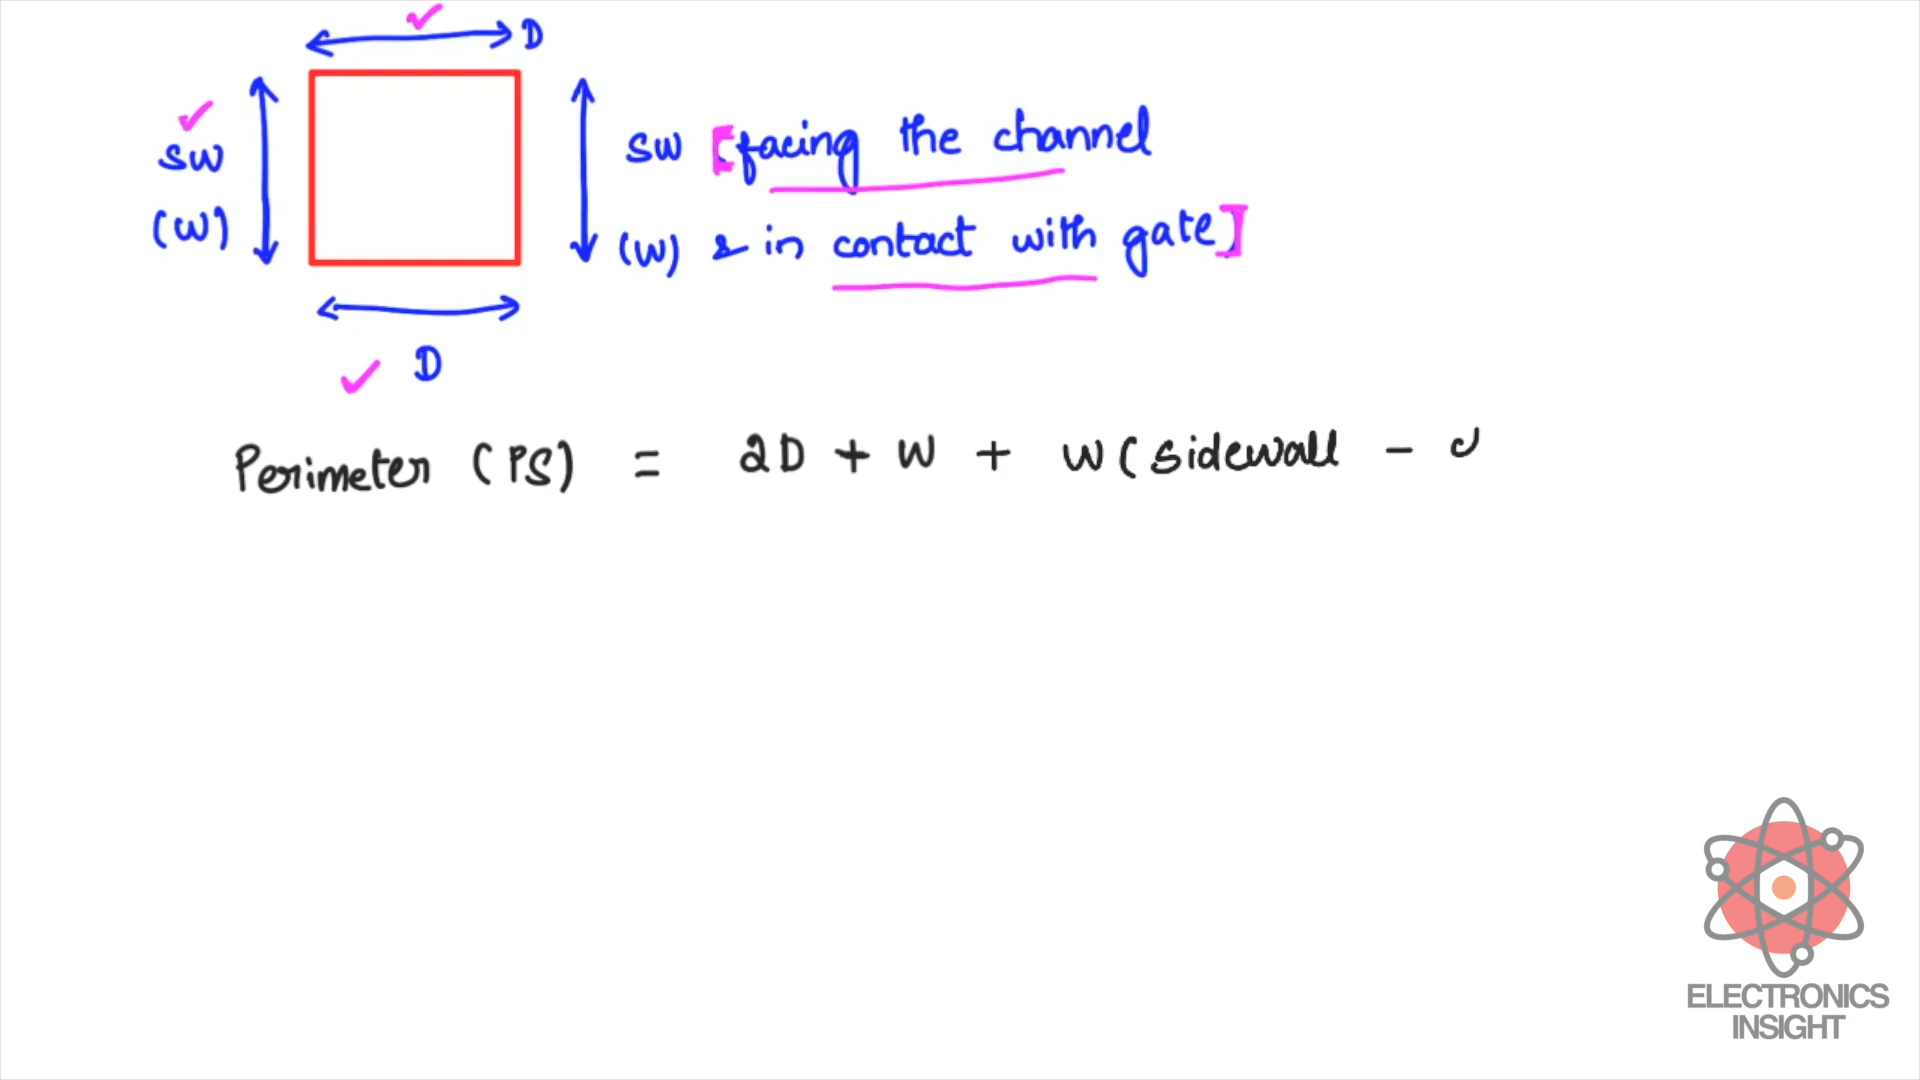 D
SW
(W)
SW [facing the channel
(W) & in contact with gate]
D
Perimeter (PS) = 2D + W + W (sidewall -
ELECTRONICS
INSIGHT